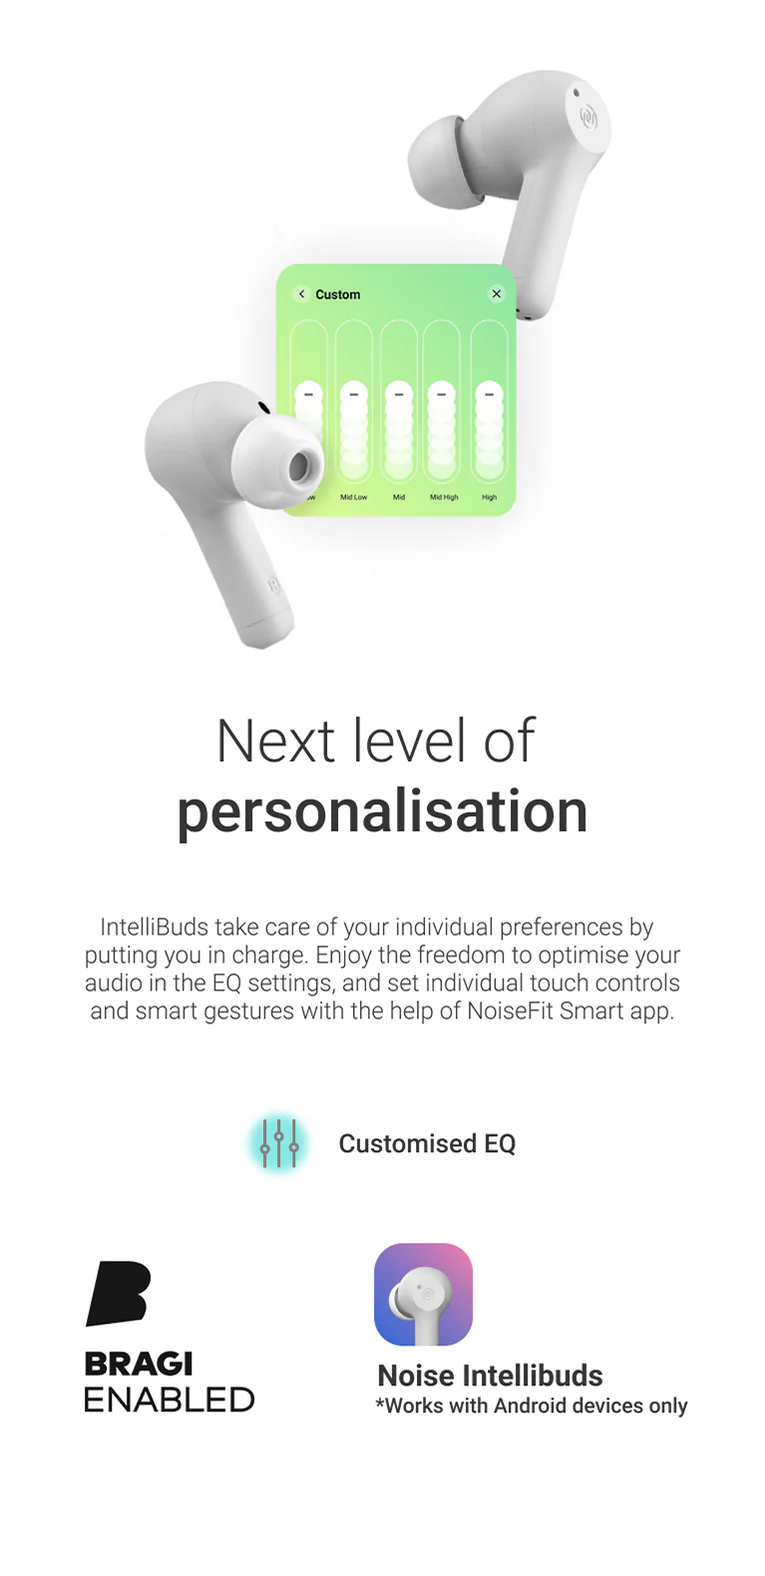 Custom
Mid Low
Mid
Mid High
High
Next level of
personalisation
IntelliBuds take care of your individual preferences by
putting you in charge. Enjoy the freedom to optimise your
audio in the EQ settings, and set individual touch controls
and smart gestures with the help of NoiseFit Smart app.
Customised EQ
BRAGI
ENABLED
Noise Intellibuds
*Works with Android devices only